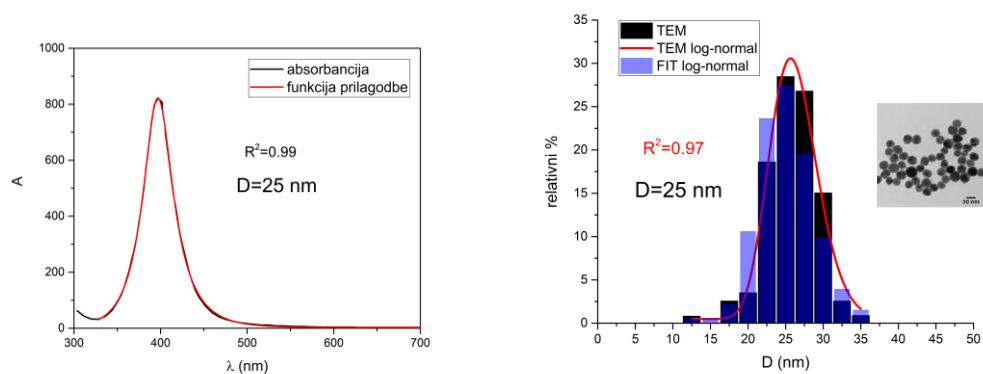 1000
800
600
400
200
0
A
300
400
500
600
700
λ (nm)
absorbancija
funkcija prilagodbe
R²=0.99
D=25 nm
35
30
25
20
15
10
5
0
relativni %
0
5
10
15
20
25
30
35
40
45
50
D (nm)
TEM
TEM log-normal
FIT log-normal
R²=0.97
D=25 nm
30 nm